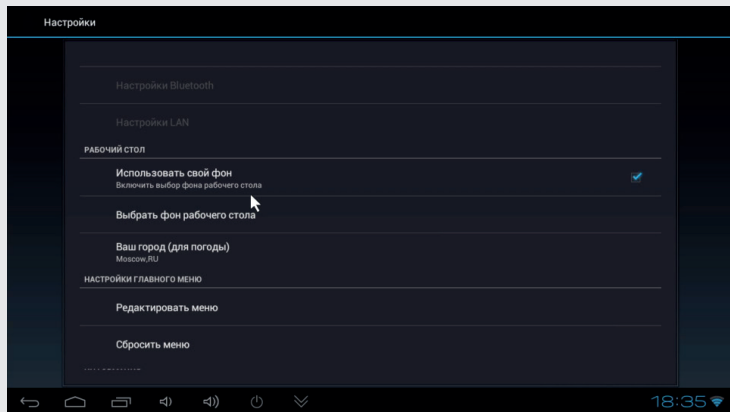 Настройки
Настройки Bluetooth
Настройки LAN
РАБОЧИЙ СТОЛ
Использовать свой фон
Включить выбор фона рабочего стола
Выбрать фон рабочего стола
Ваш город (для погоды)
Moscow,RU
НАСТРОЙКИ ГЛАВНОГО МЕНЮ
Редактировать меню
Сбросить меню
18:35